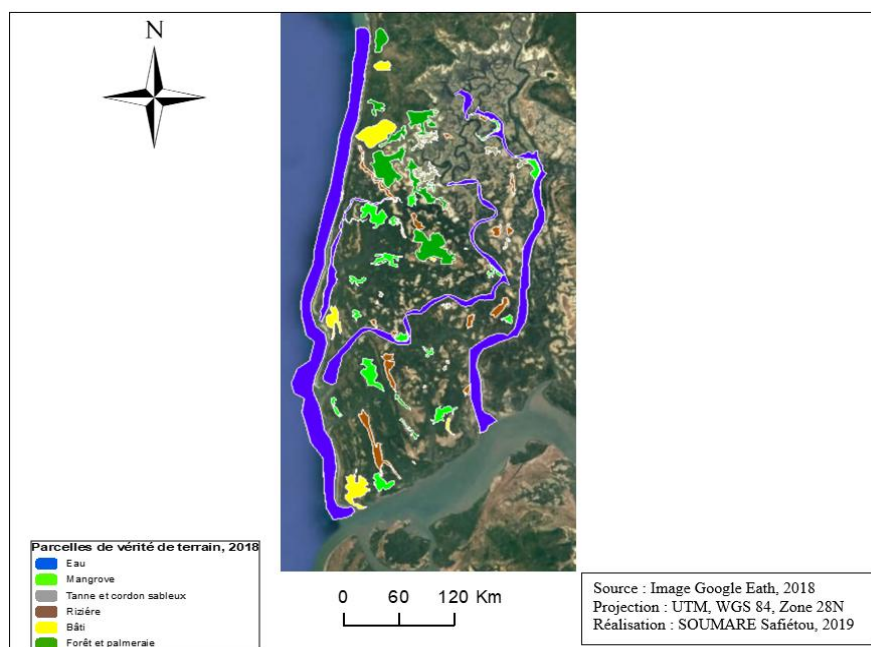 N
Parcelles de vérité de terrain, 2018
Eau
Mangrove
Tanne et cordon sableux
Rizière
Bâti
Forêt et palmeraie
0 60 120 Km
Source : Image Google Eath, 2018
Projection : UTM, WGS 84, Zone 28N
Réalisation : SOUMARE Safiétou, 2019